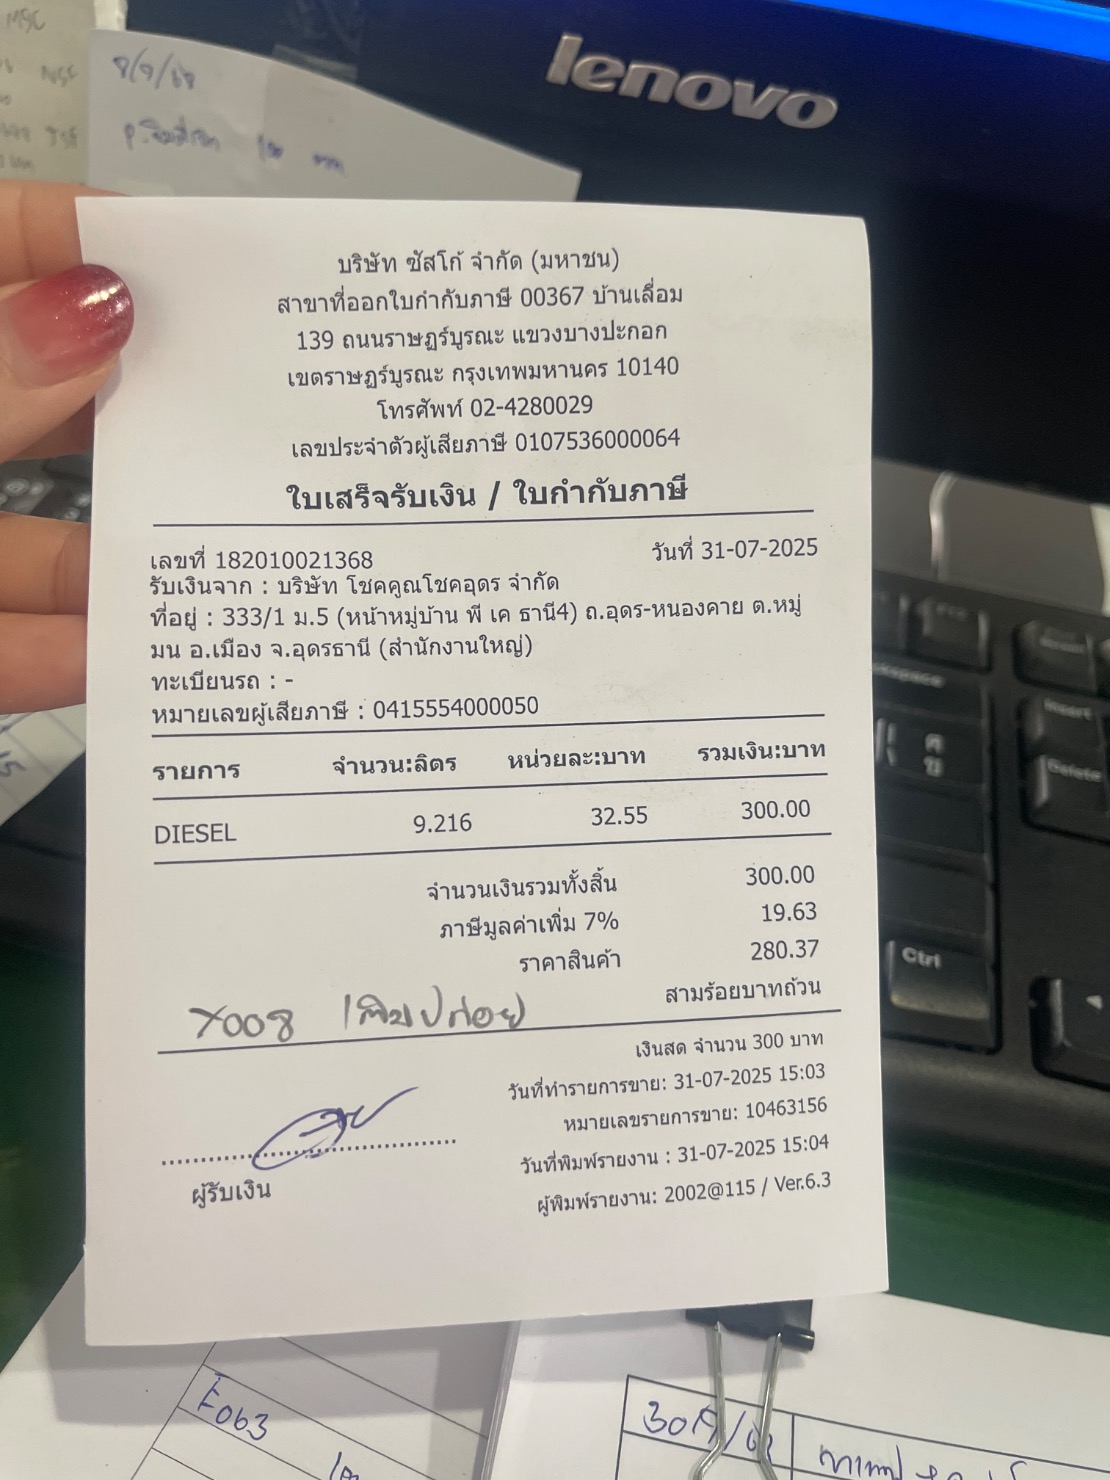 lenovo
8/9/68
บริษัท ซัสโก้ จำกัด (มหาชน)
สาขาที่ออกใบกำกับภาษี 00367 บ้านเลื่อม
139 ถนนราษฎร์บูรณะ แขวงบางปะกอก
เขตราษฎร์บูรณะ กรุงเทพมหานคร 10140
โทรศัพท์ 02-4280029
เลขประจำตัวผู้เสียภาษี 0107536000064
ใบเสร็จรับเงิน / ใบกำกับภาษี
เลขที่ 182010021368 วันที่ 31-07-2025
รับเงินจาก : บริษัท โชคคูณโชคอุดร จำกัด
ที่อยู่ : 333/1 ม.5 (หน้าหมู่บ้าน พี เค ธานี4) ถ.อุดร-หนองคาย ต.หมู่
มน อ.เมือง จ.อุดรธานี (สำนักงานใหญ่)
ทะเบียนรถ : -
หมายเลขผู้เสียภาษี : 0415554000050
รายการ จำนวน:ลิตร หน่วยละ:บาท รวมเงิน:บาท
DIESEL 9.216 32.55 300.00
จำนวนเงินรวมทั้งสิ้น 300.00
ภาษีมูลค่าเพิ่ม 7% 19.63
ราคาสินค้า 280.37
สามร้อยบาทถ้วน
X008
เงินสด จำนวน 300 บาท
วันที่ทำรายการขาย: 31-07-2025 15:03
หมายเลขรายการขาย: 10463156
วันที่พิมพ์รายงาน : 31-07-2025 15:04
ผู้พิมพ์รายงาน: 2002@115 / Ver.6.3
ผู้รับเงิน
Backspace
Insert
Delete
Ctrl
E063